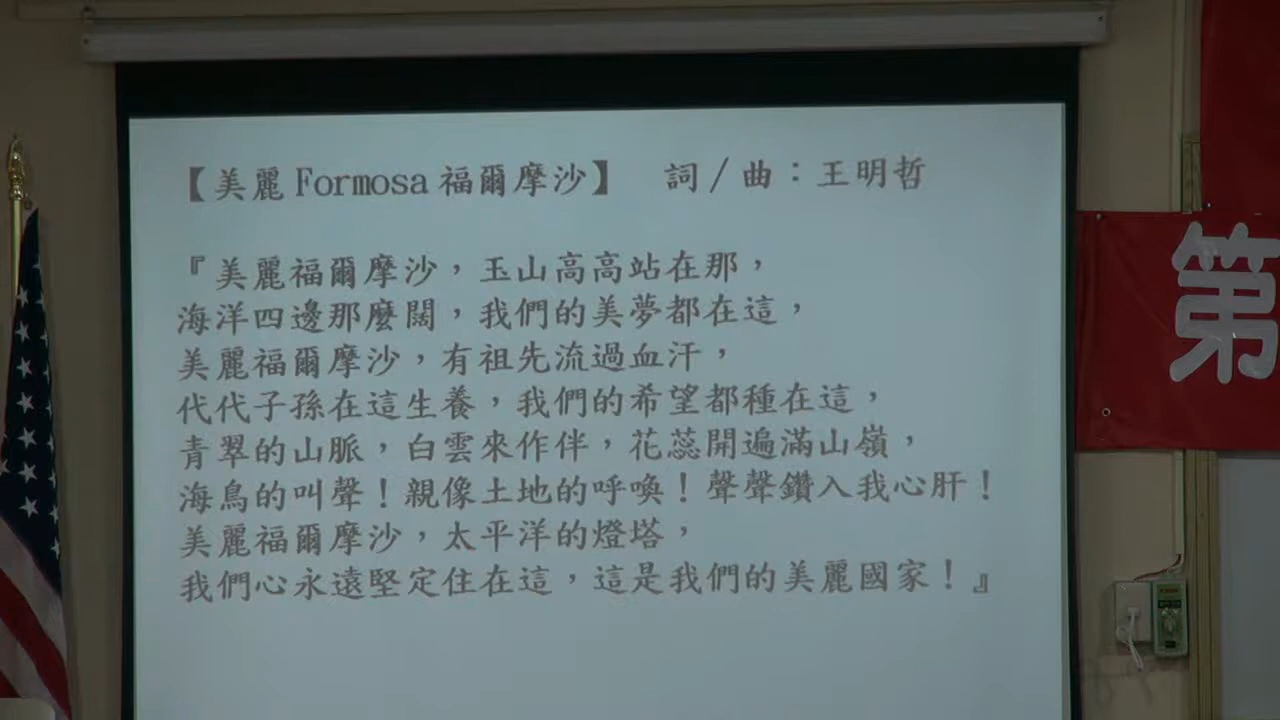 【美麗Formosa福爾摩沙】 詞/曲：王明哲
『美麗福爾摩沙，玉山高高站在那，
海洋四邊那麼闊，我們的美夢都在這，
美麗福爾摩沙，有祖先流過血汗，
代代子孫在這生養，我們的希望都種在這，
青翠的山脈，白雲來作伴，花蕊開遍滿山嶺，
海鳥的叫聲！親像土地的呼喚！聲聲鑽入我心肝！
美麗福爾摩沙，太平洋的燈塔，
我們心永遠堅定住在這，這是我們的美麗國家！』
第